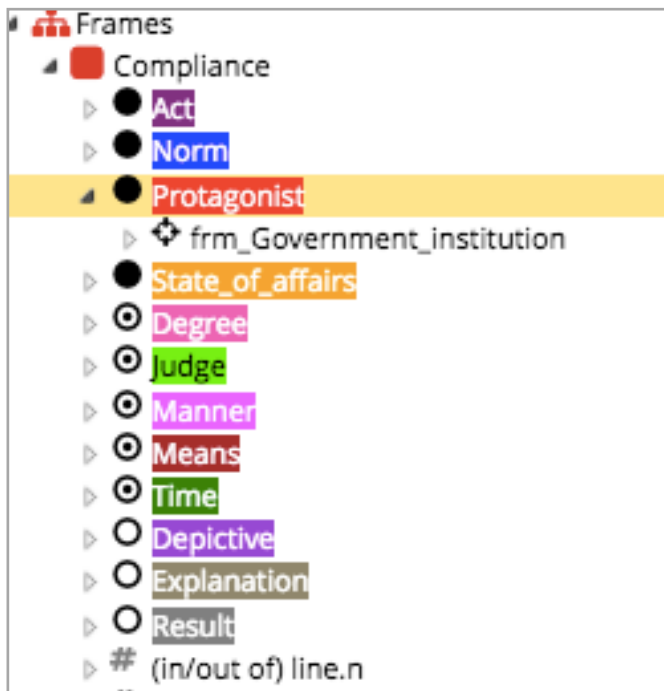 Frames
Compliance
Act
Norm
Protagonist
frm_Government_institution
State_of_affairs
Degree
Judge
Manner
Means
Time
Depictive
Explanation
Result
# (in/out of) line.n